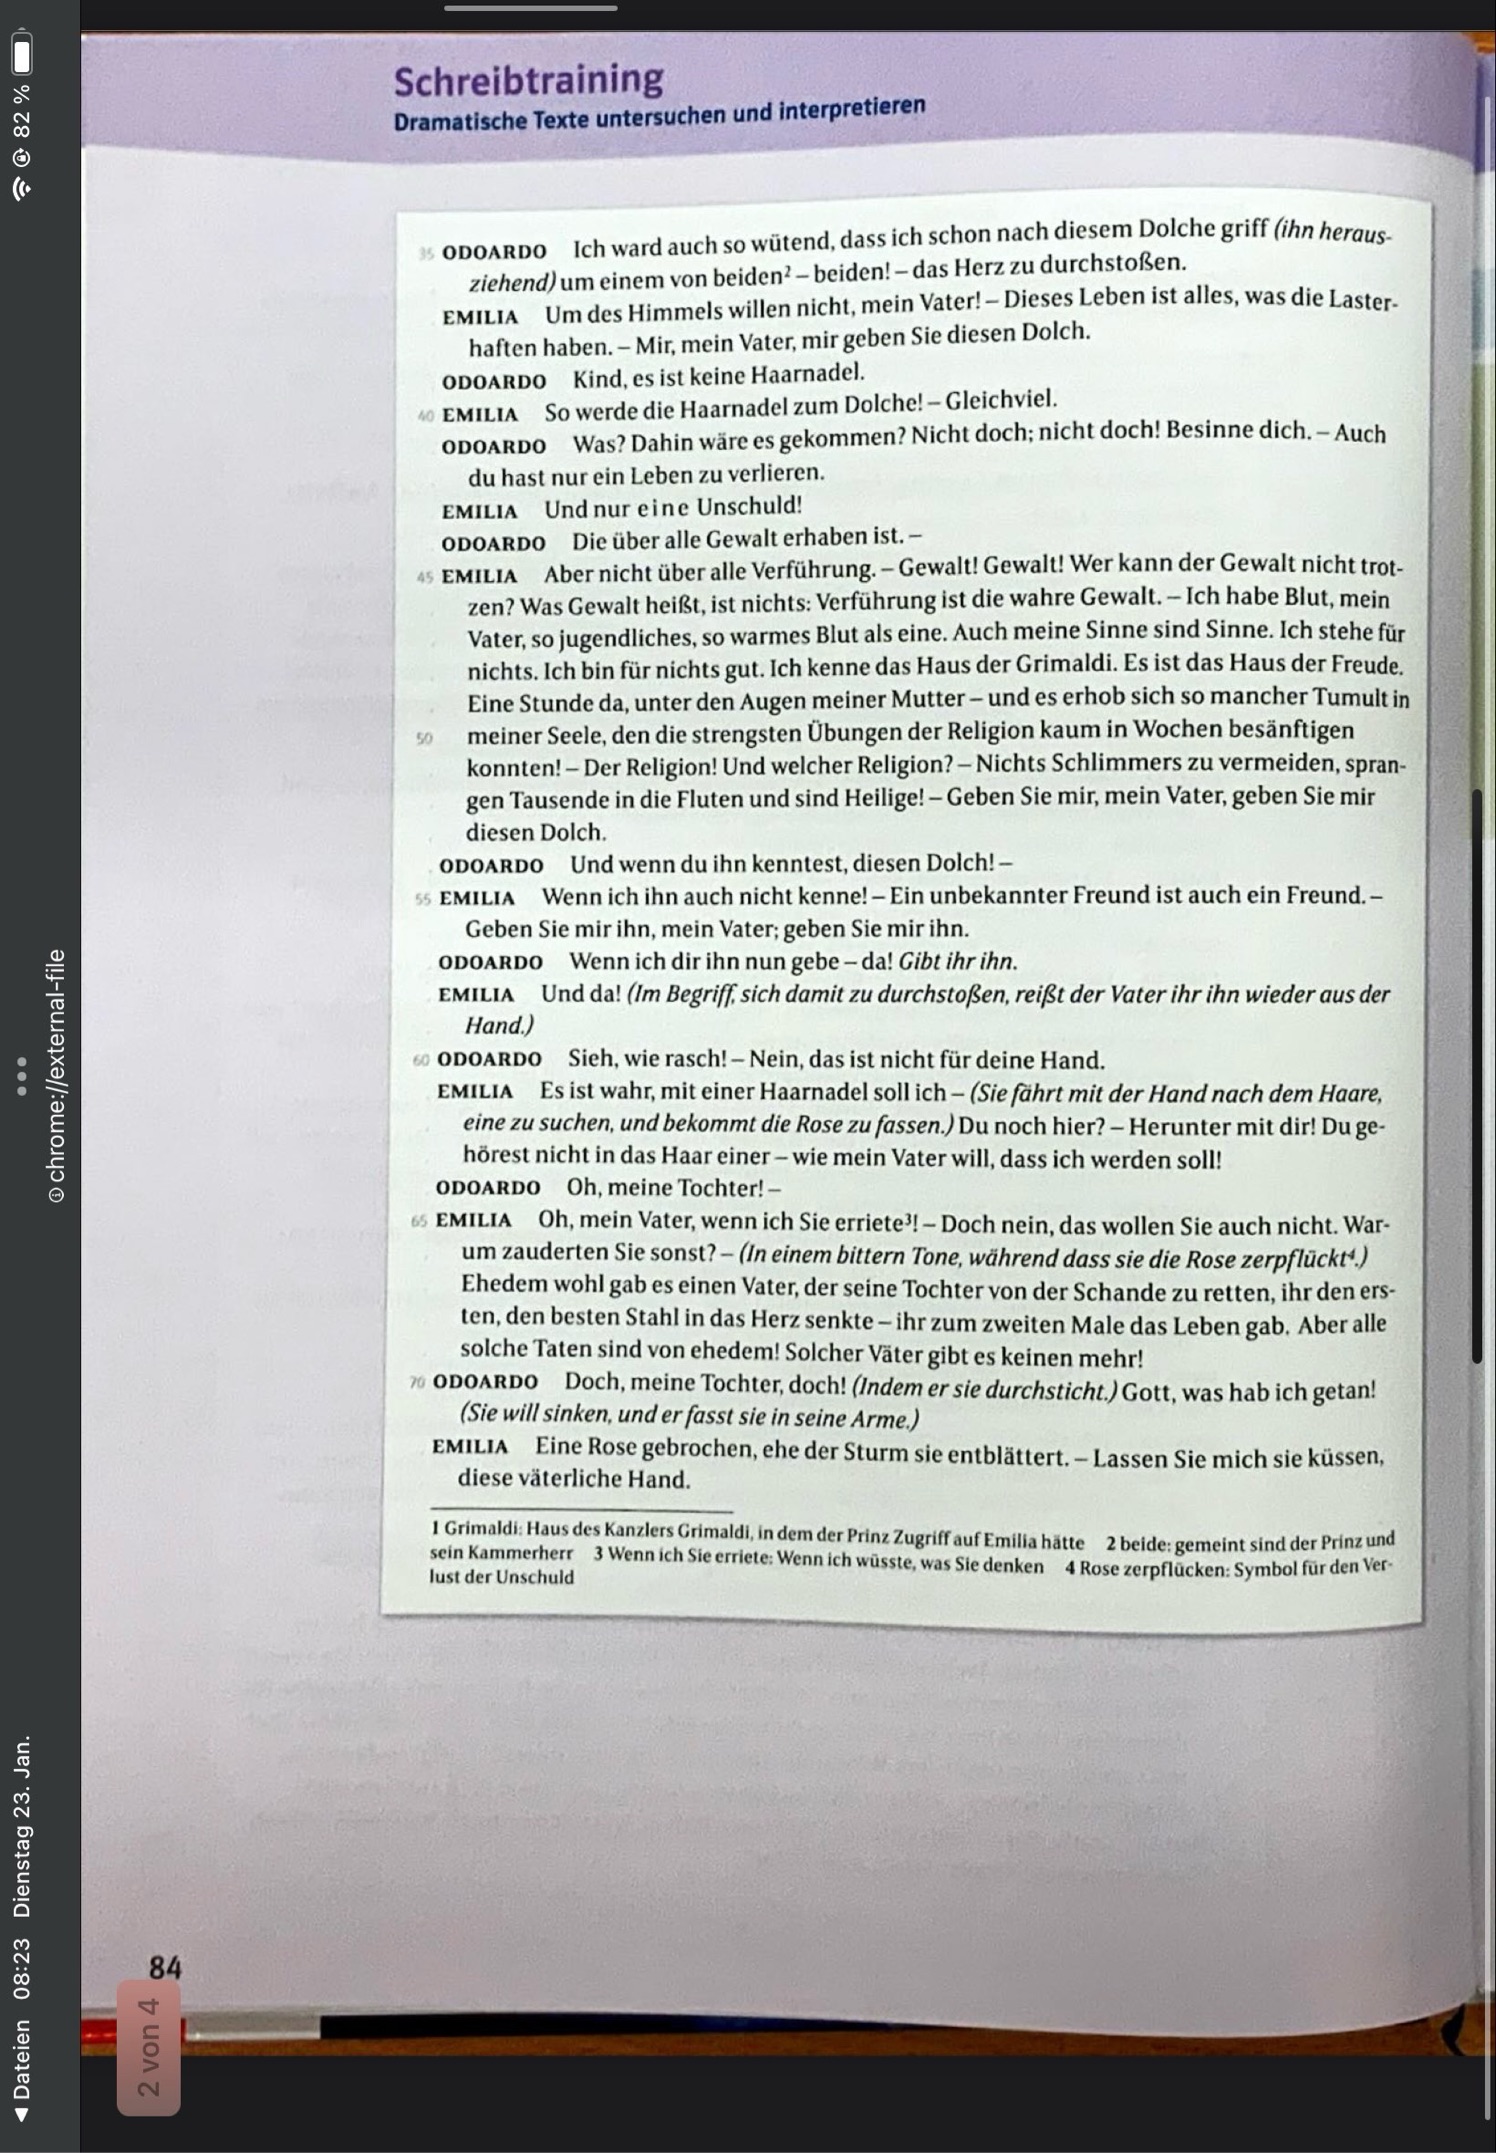 ◀ Dateien 08:23 Dienstag 23. Jan.
82 %
chrome://external-file
Schreibtraining
Dramatische Texte untersuchen und interpretieren
35 ODOARDO Ich ward auch so wütend, dass ich schon nach diesem Dolche griff (ihn heraus-
ziehend) um einem von beiden² – beiden! – das Herz zu durchstoßen.
EMILIA Um des Himmels willen nicht, mein Vater! – Dieses Leben ist alles, was die Laster-
haften haben. – Mir, mein Vater, mir geben Sie diesen Dolch.
ODOARDO Kind, es ist keine Haarnadel.
40 EMILIA So werde die Haarnadel zum Dolche! – Gleichviel.
ODOARDO Was? Dahin wäre es gekommen? Nicht doch; nicht doch! Besinne dich. – Auch
du hast nur ein Leben zu verlieren.
EMILIA Und nur eine Unschuld!
ODOARDO Die über alle Gewalt erhaben ist. –
45 EMILIA Aber nicht über alle Verführung. – Gewalt! Gewalt! Wer kann der Gewalt nicht trot-
zen? Was Gewalt heißt, ist nichts: Verführung ist die wahre Gewalt. – Ich habe Blut, mein
Vater, so jugendliches, so warmes Blut als eine. Auch meine Sinne sind Sinne. Ich stehe für
nichts. Ich bin für nichts gut. Ich kenne das Haus der Grimaldi. Es ist das Haus der Freude.
Eine Stunde da, unter den Augen meiner Mutter – und es erhob sich so mancher Tumult in
50 meiner Seele, den die strengsten Übungen der Religion kaum in Wochen besänftigen
konnten! – Der Religion! Und welcher Religion? – Nichts Schlimmers zu vermeiden, spran-
gen Tausende in die Fluten und sind Heilige! – Geben Sie mir, mein Vater, geben Sie mir
diesen Dolch.
ODOARDO Und wenn du ihn kenntest, diesen Dolch! –
55 EMILIA Wenn ich ihn auch nicht kenne! – Ein unbekannter Freund ist auch ein Freund. –
Geben Sie mir ihn, mein Vater; geben Sie mir ihn.
ODOARDO Wenn ich dir ihn nun gebe – da! Gibt ihr ihn.
EMILIA Und da! (Im Begriff, sich damit zu durchstoßen, reißt der Vater ihr ihn wieder aus der
Hand.)
60 ODOARDO Sieh, wie rasch! – Nein, das ist nicht für deine Hand.
EMILIA Es ist wahr, mit einer Haarnadel soll ich – (Sie fährt mit der Hand nach dem Haare,
eine zu suchen, und bekommt die Rose zu fassen.) Du noch hier? – Herunter mit dir! Du ge-
hörest nicht in das Haar einer – wie mein Vater will, dass ich werden soll!
ODOARDO Oh, meine Tochter! –
65 EMILIA Oh, mein Vater, wenn ich Sie erriete³! – Doch nein, das wollen Sie auch nicht. War-
um zauderten Sie sonst? – (In einem bittern Tone, während dass sie die Rose zerpflückt⁴.)
Ehedem wohl gab es einen Vater, der seine Tochter von der Schande zu retten, ihr den ers-
ten, den besten Stahl in das Herz senkte – ihr zum zweiten Male das Leben gab. Aber alle
solche Taten sind von ehedem! Solcher Väter gibt es keinen mehr!
70 ODOARDO Doch, meine Tochter, doch! (Indem er sie durchsticht.) Gott, was hab ich getan!
(Sie will sinken, und er fasst sie in seine Arme.)
EMILIA Eine Rose gebrochen, ehe der Sturm sie entblättert. – Lassen Sie mich sie küssen,
diese väterliche Hand.
1 Grimaldi: Haus des Kanzlers Grimaldi, in dem der Prinz Zugriff auf Emilia hätte 2 beide: gemeint sind der Prinz und
sein Kammerherr 3 Wenn ich Sie erriete: Wenn ich wüsste, was Sie denken 4 Rose zerpflücken: Symbol für den Ver-
lust der Unschuld
84
2 von 4